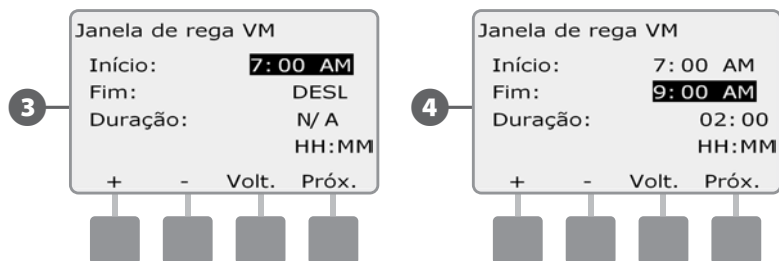 Janela de rega VM
Início: 7:00 AM
Fim: DESL
Duração: N/A
HH:MM
+ - Volt. Próx.
3
Janela de rega VM
Início: 7:00 AM
Fim: 9:00 AM
Duração: 02:00
HH:MM
+ - Volt. Próx.
4